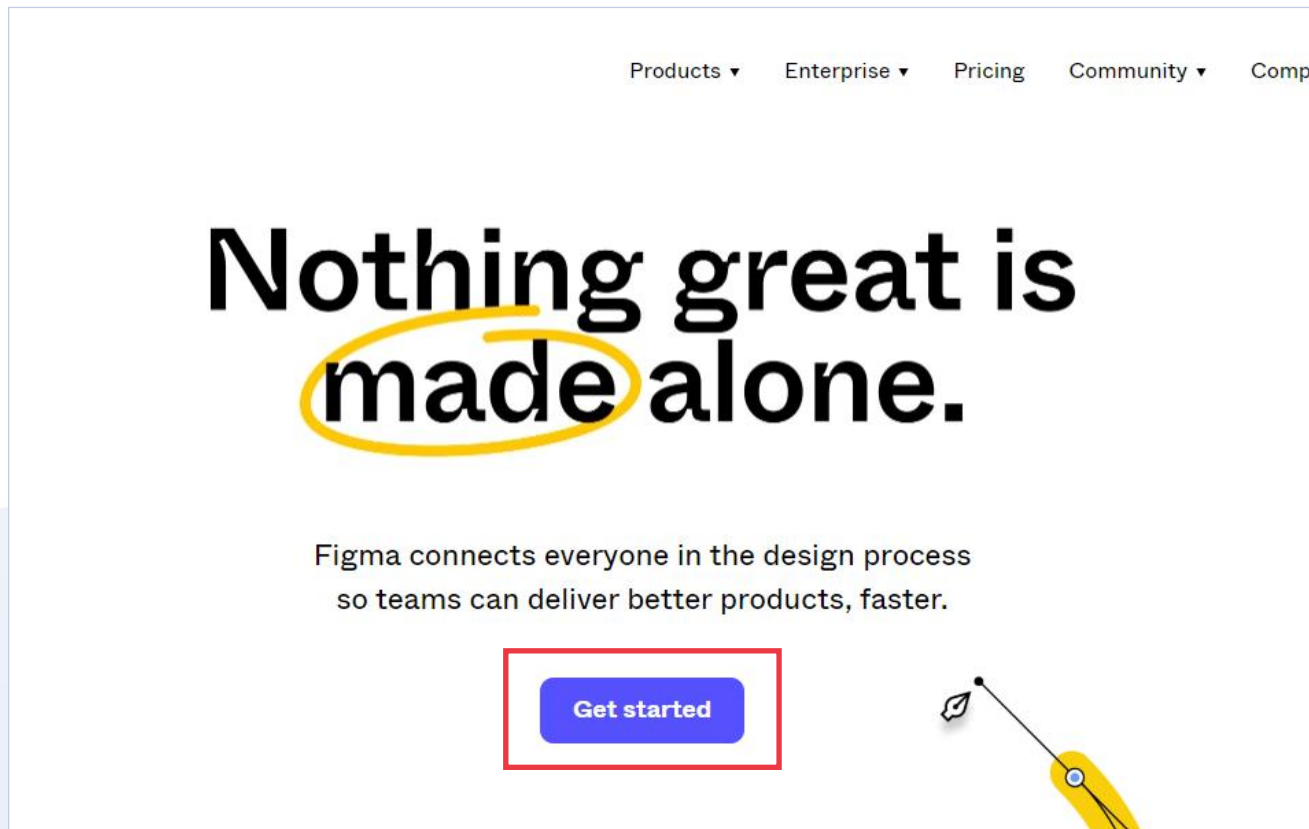 Products ▾ Enterprise ▾ Pricing Community ▾ Comp
Nothing great is
made alone.
Figma connects everyone in the design process
so teams can deliver better products, faster.
Get started